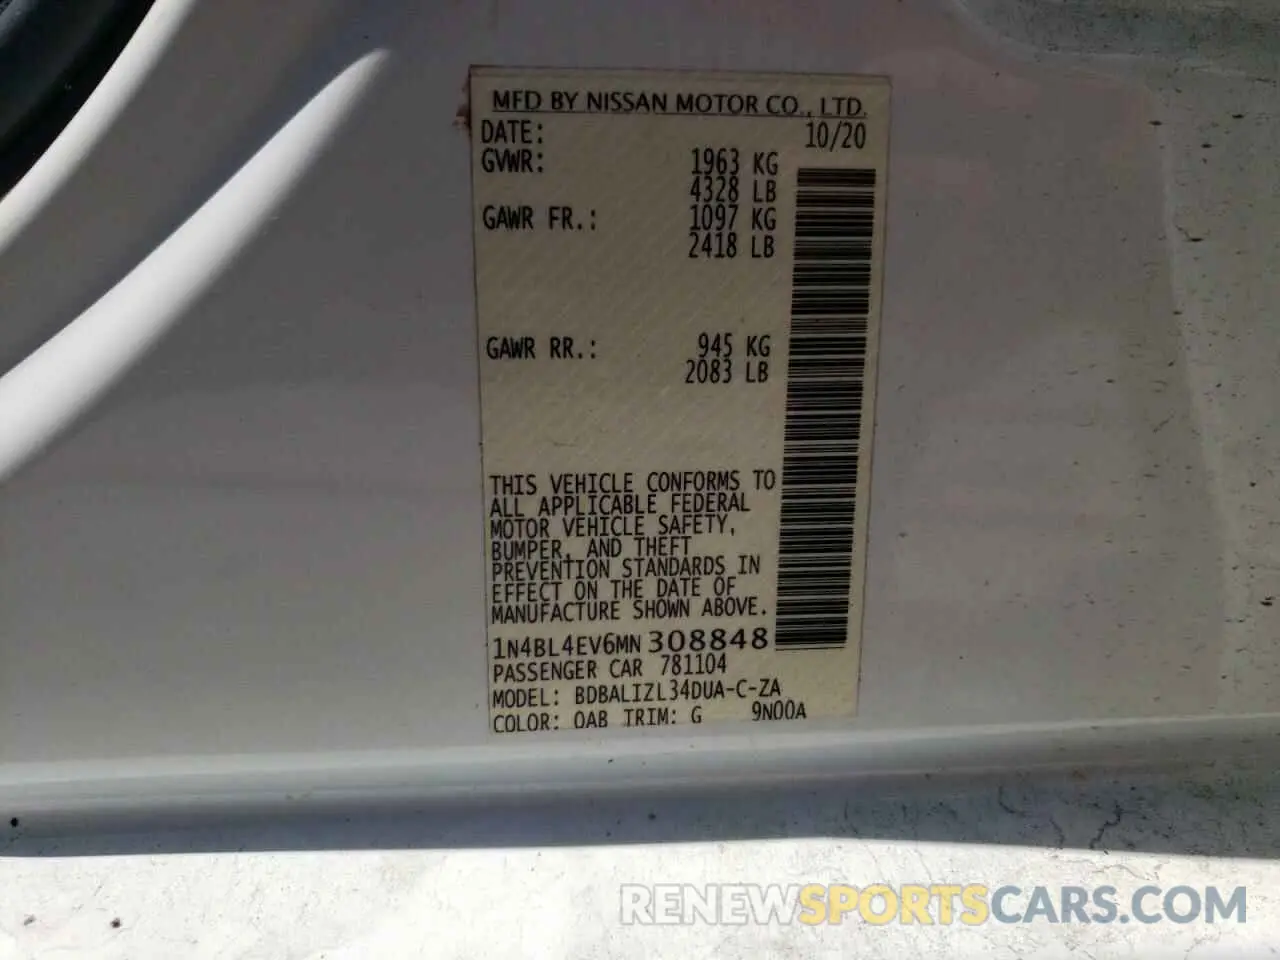 MFD BY NISSAN MOTOR CO., LTD.
DATE: 10/20
GVWR: 1963 KG
4328 LB
GAWR FR.: 1097 KG
2418 LB
GAWR RR.: 945 KG
2083 LB
THIS VEHICLE CONFORMS TO
ALL APPLICABLE FEDERAL
MOTOR VEHICLE SAFETY,
BUMPER, AND THEFT
PREVENTION STANDARDS IN
EFFECT ON THE DATE OF
MANUFACTURE SHOWN ABOVE.
1N4BL4EV6MN308848
PASSENGER CAR 781104
MODEL: BDBALIZL34DUA-C-ZA
COLOR: QAB TRIM: G 9N00A
RENEWSPORTSCARS.COM